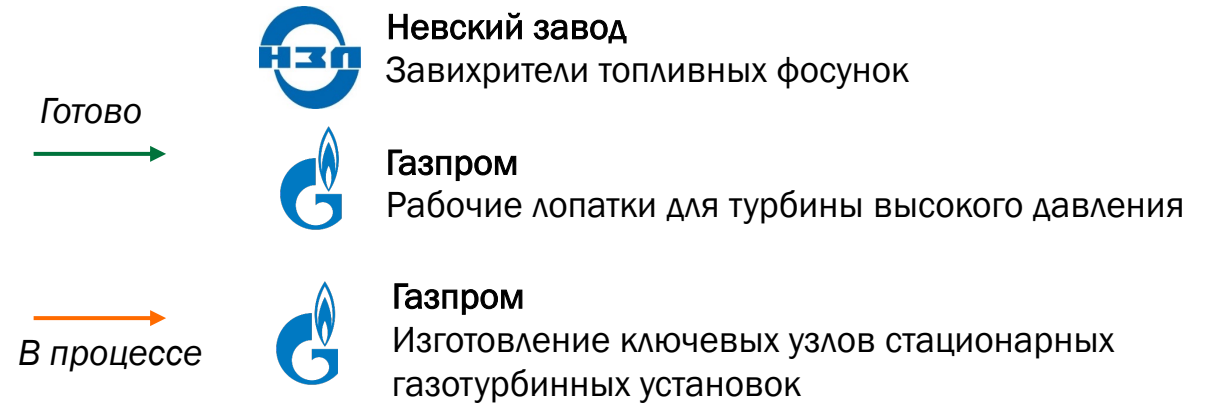 НЗЛ
Невский завод
Завихрители топливных фосунок
Готово
Газпром
Рабочие лопатки для турбины высокого давления
Газпром
Изготовление ключевых узлов стационарных
газотурбинных установок
В процессе